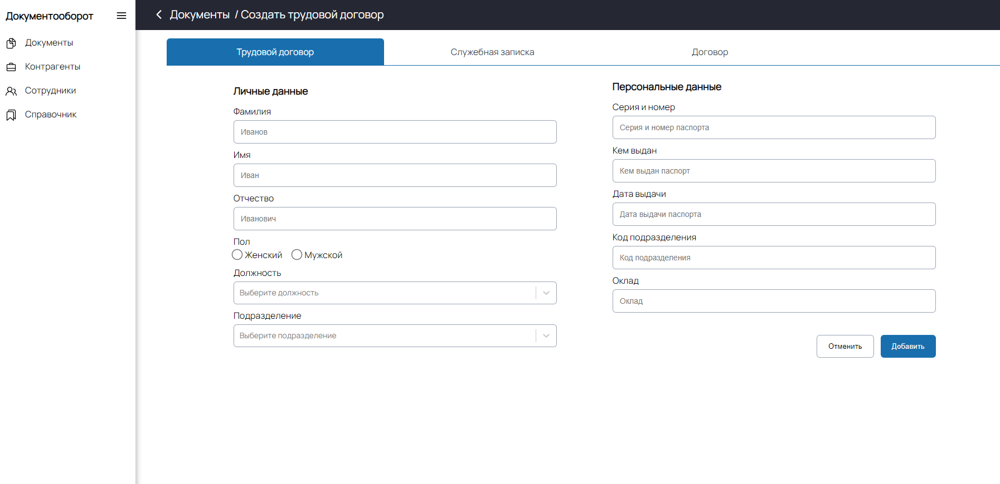 Документооборот
Документы
Контрагенты
Сотрудники
Справочник
Документы / Создать трудовой договор
Трудовой договор
Служебная записка
Договор
Личные данные
Фамилия
Иванов
Имя
Иван
Отчество
Иванович
Пол
Женский
Мужской
Должность
Выберите должность
Подразделение
Выберите подразделение
Персональные данные
Серия и номер
Серия и номер паспорта
Кем выдан
Кем выдан паспорт
Дата выдачи
Дата выдачи паспорта
Код подразделения
Код подразделения
Оклад
Оклад
Отменить
Добавить